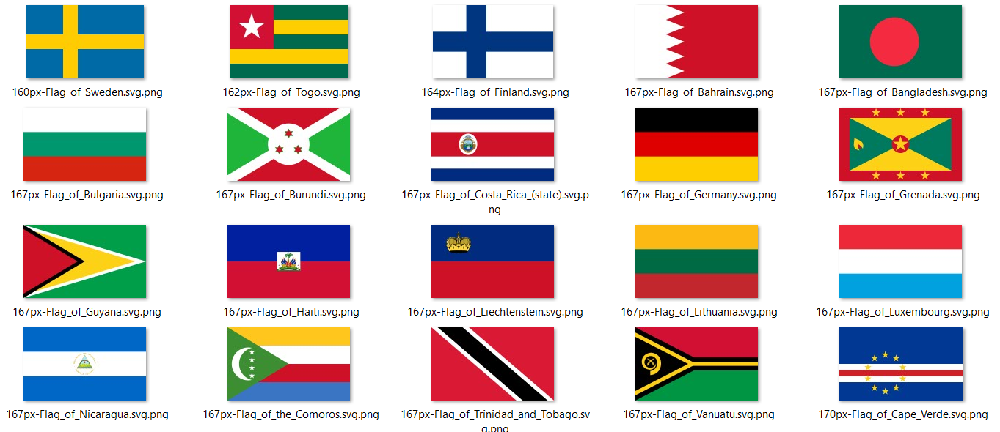 160px-Flag_of_Sweden.svg.png
162px-Flag_of_Togo.svg.png
164px-Flag_of_Finland.svg.png
167px-Flag_of_Bahrain.svg.png
167px-Flag_of_Bangladesh.svg.png
167px-Flag_of_Bulgaria.svg.png
167px-Flag_of_Burundi.svg.png
167px-Flag_of_Costa_Rica_(state).svg.p
ng
167px-Flag_of_Germany.svg.png
167px-Flag_of_Grenada.svg.png
167px-Flag_of_Guyana.svg.png
167px-Flag_of_Haiti.svg.png
167px-Flag_of_Liechtenstein.svg.png
167px-Flag_of_Lithuania.svg.png
167px-Flag_of_Luxembourg.svg.png
167px-Flag_of_Nicaragua.svg.png
167px-Flag_of_the_Comoros.svg.png
167px-Flag_of_Trinidad_and_Tobago.sv
g.png
167px-Flag_of_Vanuatu.svg.png
170px-Flag_of_Cape_Verde.svg.png